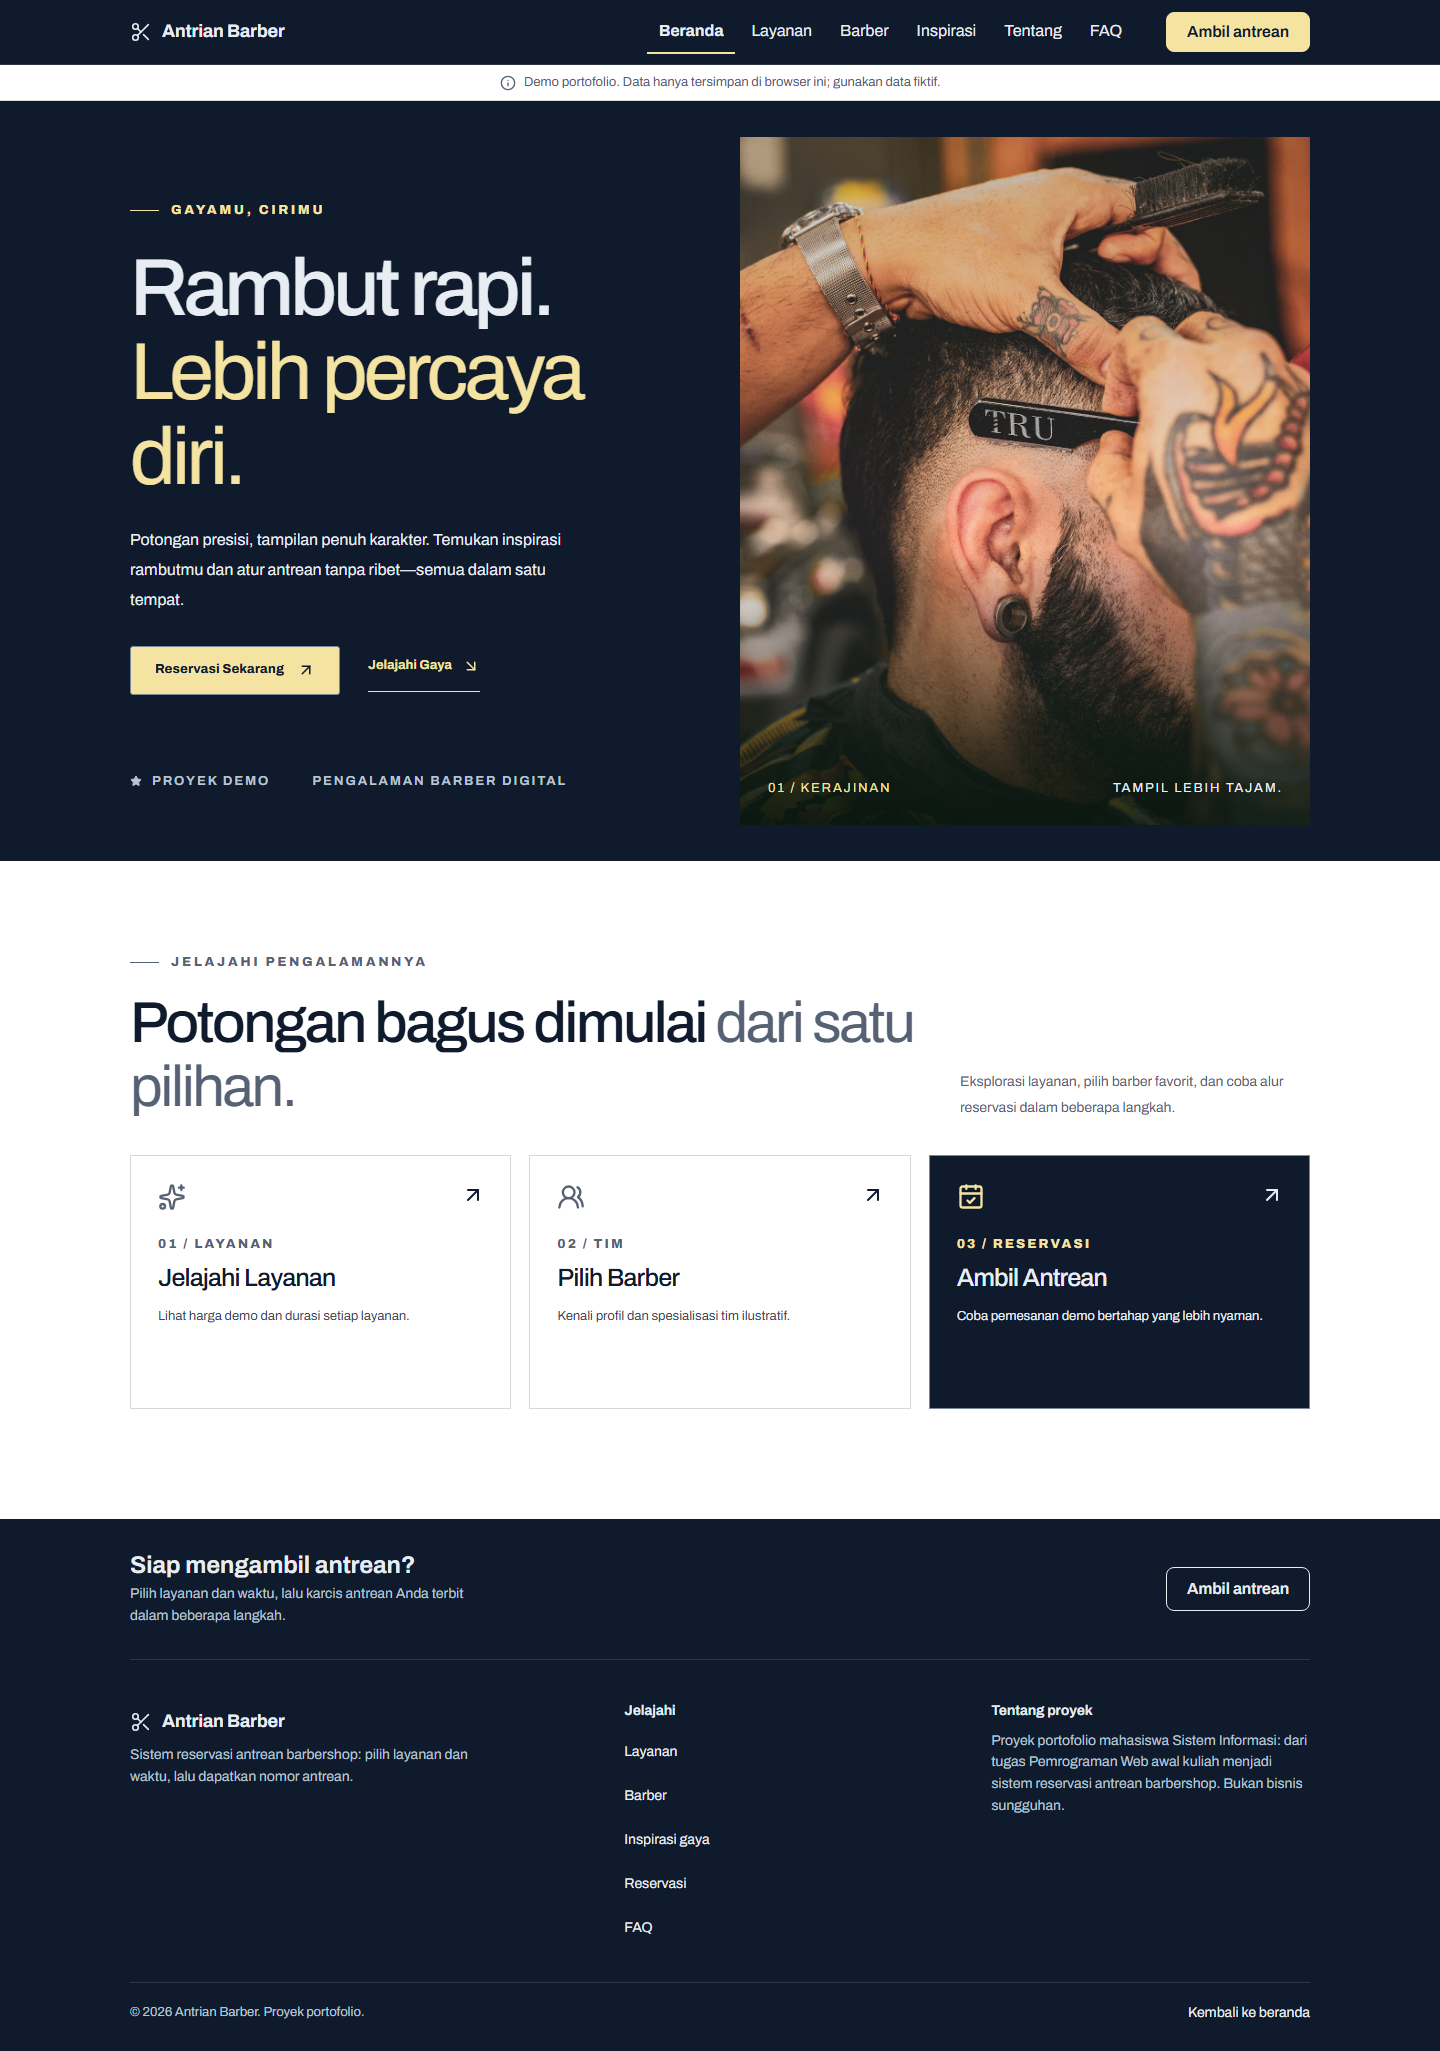 Antrian Barber
Beranda Layanan Barber Inspirasi Tentang FAQ Ambil antrean
Demo portofolio. Data hanya tersimpan di browser ini; gunakan data fiktif.
GAYAMU, CIRIMU
Rambut rapi.
Lebih percaya
diri.
Potongan presisi, tampilan penuh karakter. Temukan inspirasi
rambutmu dan atur antrean tanpa ribet—semua dalam satu
tempat.
Reservasi Sekarang Jelajahi Gaya
PROYEK DEMO PENGALAMAN BARBER DIGITAL
TRU
01 / KERAJINAN TAMPIL LEBIH TAJAM.
JELAJAHI PENGALAMANNYA
Potongan bagus dimulai dari satu
pilihan.
Eksplorasi layanan, pilih barber favorit, dan coba alur
reservasi dalam beberapa langkah.
01 / LAYANAN
Jelajahi Layanan
Lihat harga demo dan durasi setiap layanan.
02 / TIM
Pilih Barber
Kenali profil dan spesialisasi tim ilustratif.
03 / RESERVASI
Ambil Antrean
Coba pemesanan demo bertahap yang lebih nyaman.
Siap mengambil antrean?
Pilih layanan dan waktu, lalu karcis antrean Anda terbit
dalam beberapa langkah.
Ambil antrean
Antrian Barber
Sistem reservasi antrean barbershop: pilih layanan dan
waktu, lalu dapatkan nomor antrean.
Jelajahi
Layanan
Barber
Inspirasi gaya
Reservasi
FAQ
Tentang proyek
Proyek portofolio mahasiswa Sistem Informasi: dari
tugas Pemrograman Web awal kuliah menjadi
sistem reservasi antrean barbershop. Bukan bisnis
sungguhan.
© 2026 Antrian Barber. Proyek portofolio.
Kembali ke beranda